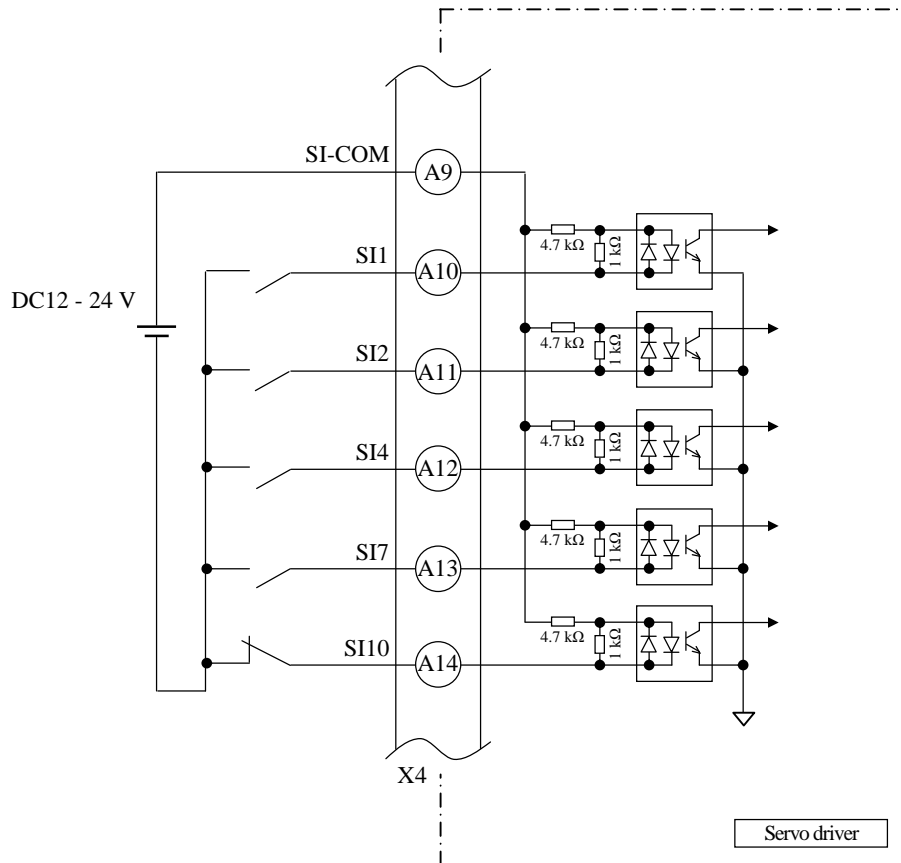 SI-COM
A9
4.7 kΩ
1 kΩ
SI1
A10
DC12 - 24 V
4.7 kΩ
1 kΩ
SI2
A11
4.7 kΩ
1 kΩ
SI4
A12
4.7 kΩ
1 kΩ
SI7
A13
4.7 kΩ
1 kΩ
SI10
A14
X4
Servo driver